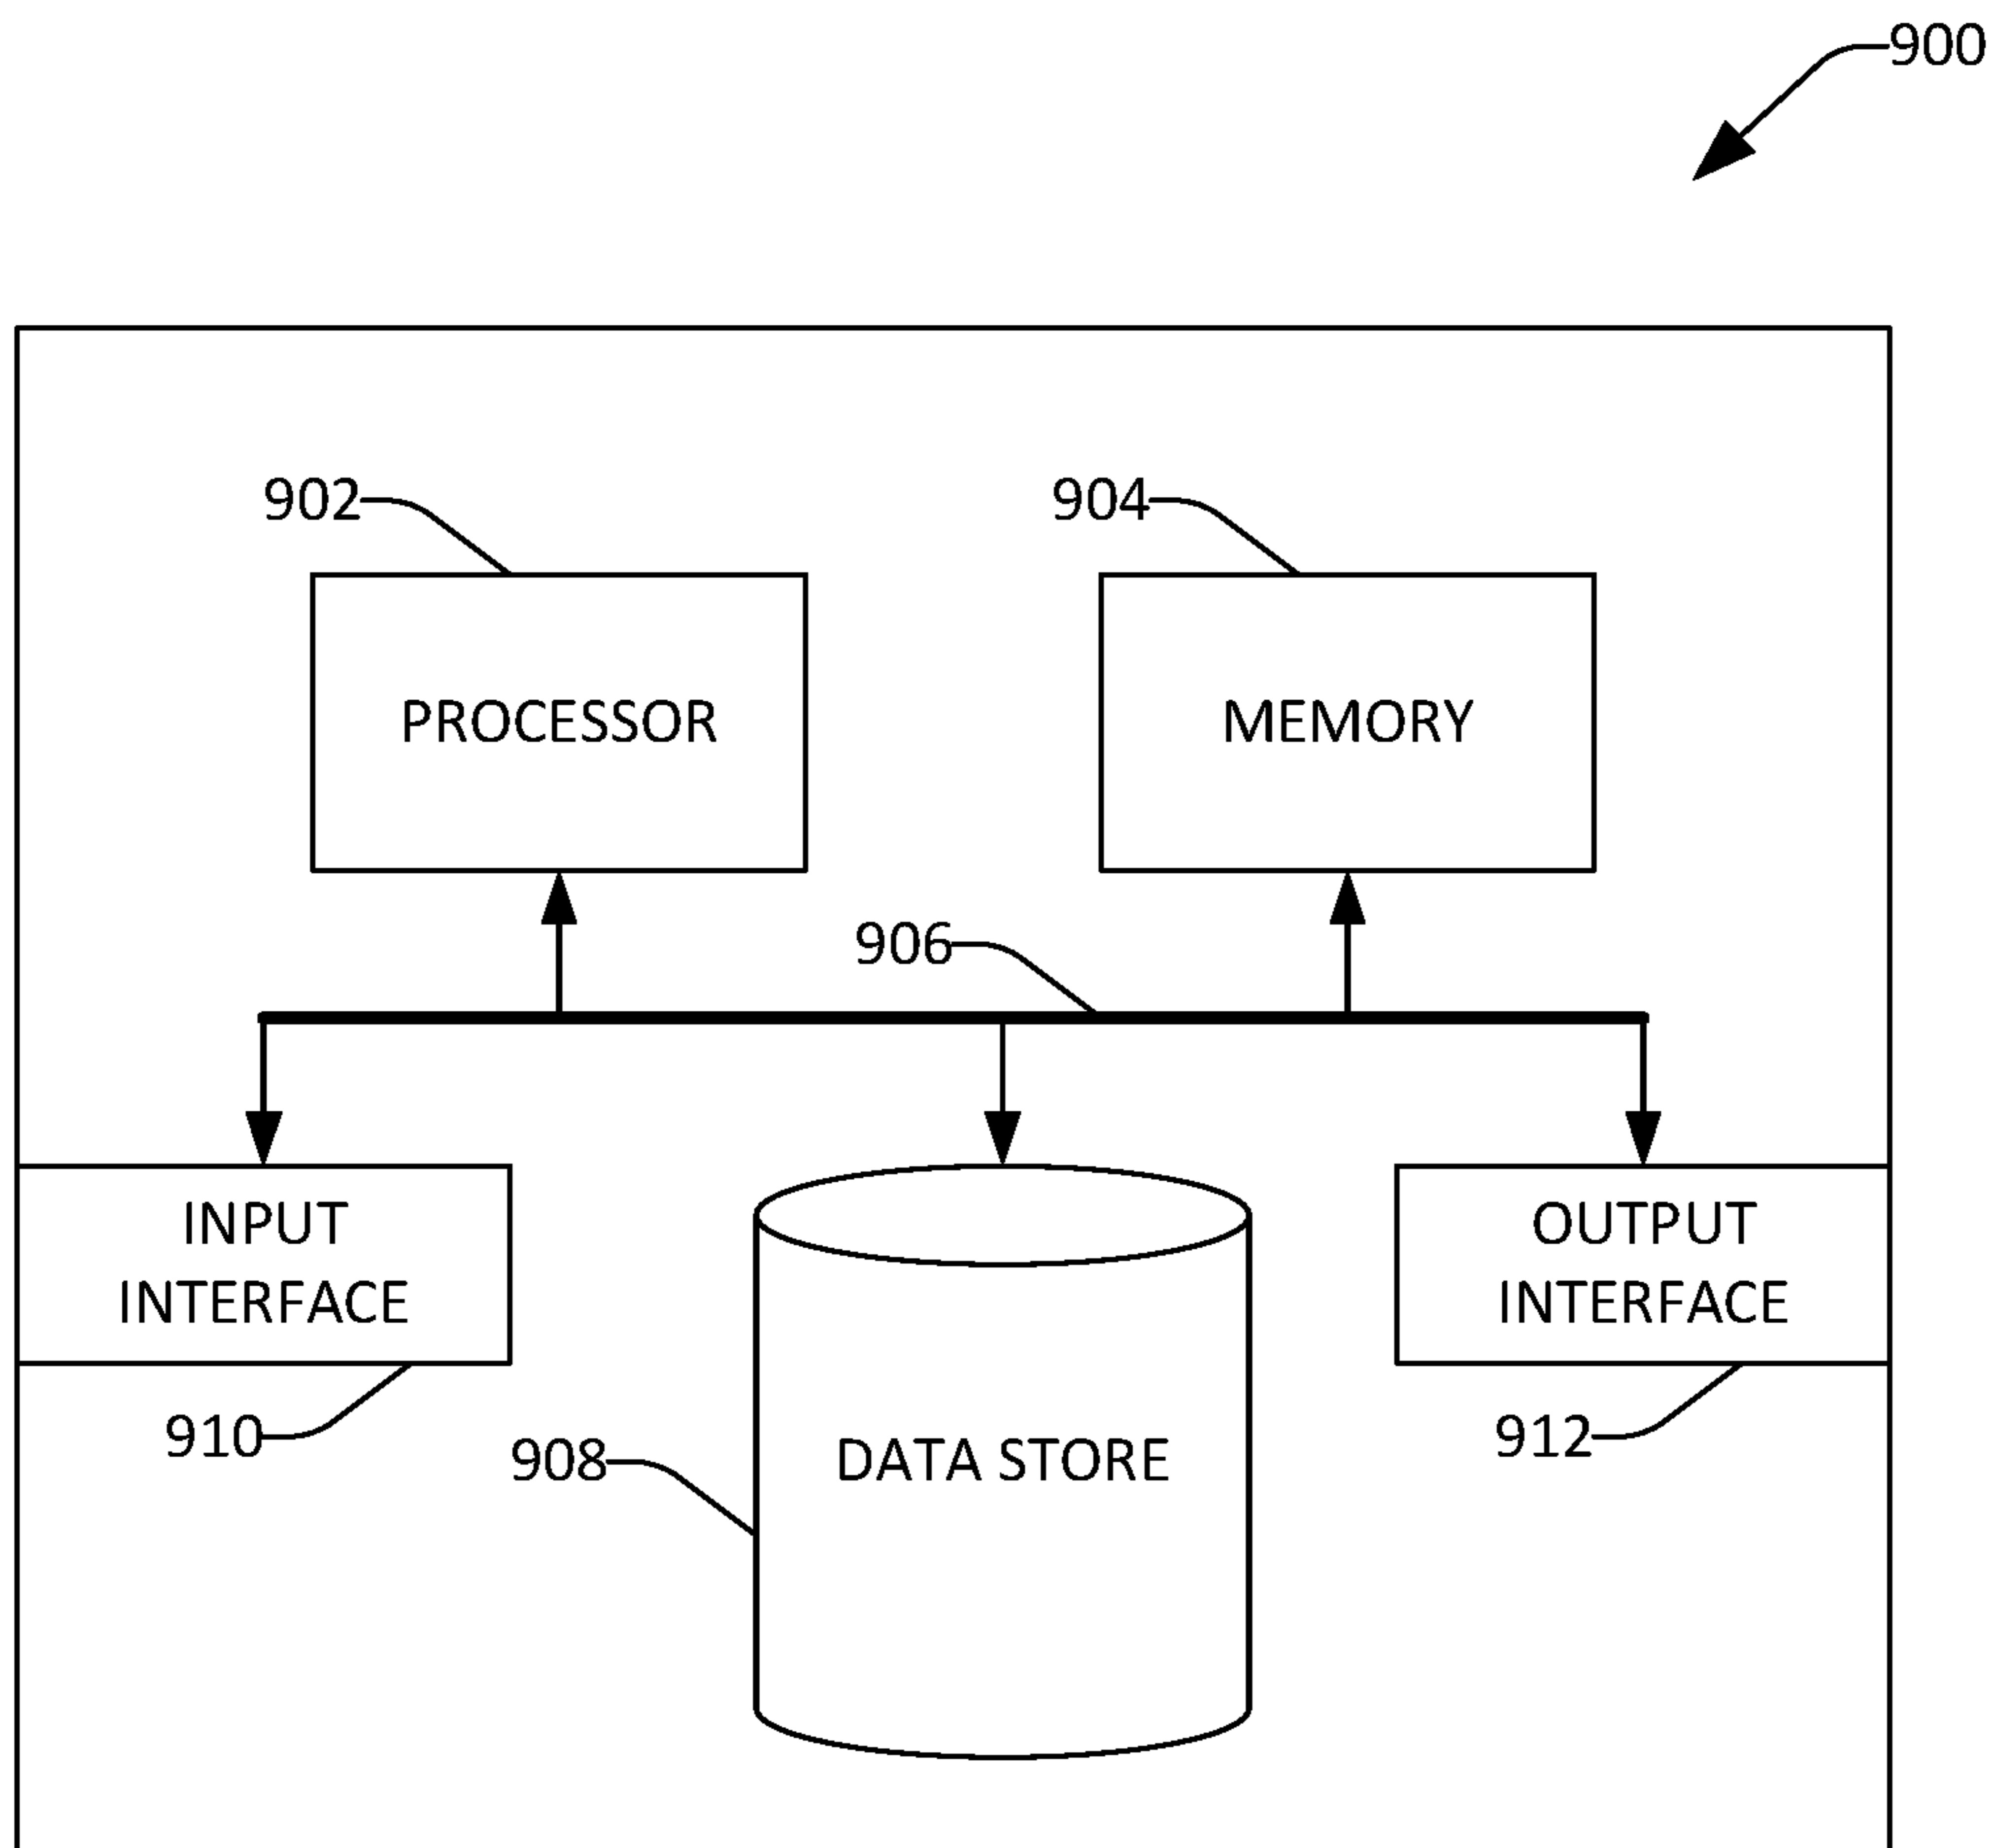 900
902
904
PROCESSOR
MEMORY
906
INPUT
INTERFACE
OUTPUT
INTERFACE
910
908
DATA STORE
912